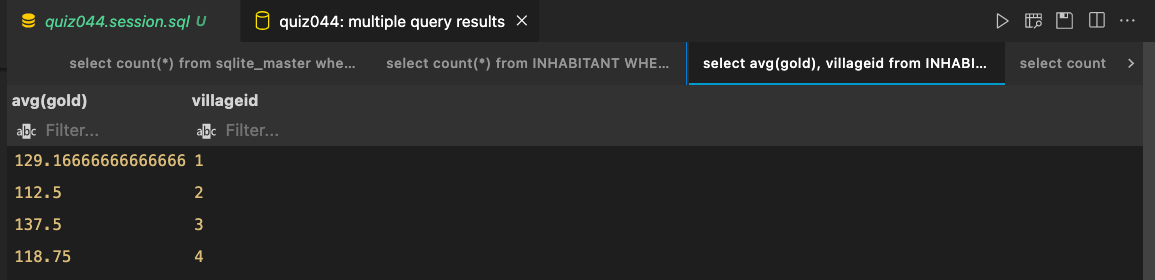 quiz044.session.sql U
quiz044: multiple query results
select count(*) from sqlite_master whe...
select count(*) from INHABITANT WHE...
select avg(gold), villageid from INHABI...
select count
avg(gold) villageid
abc Filter... abc Filter...
129.16666666666666 1
112.5 2
137.5 3
118.75 4